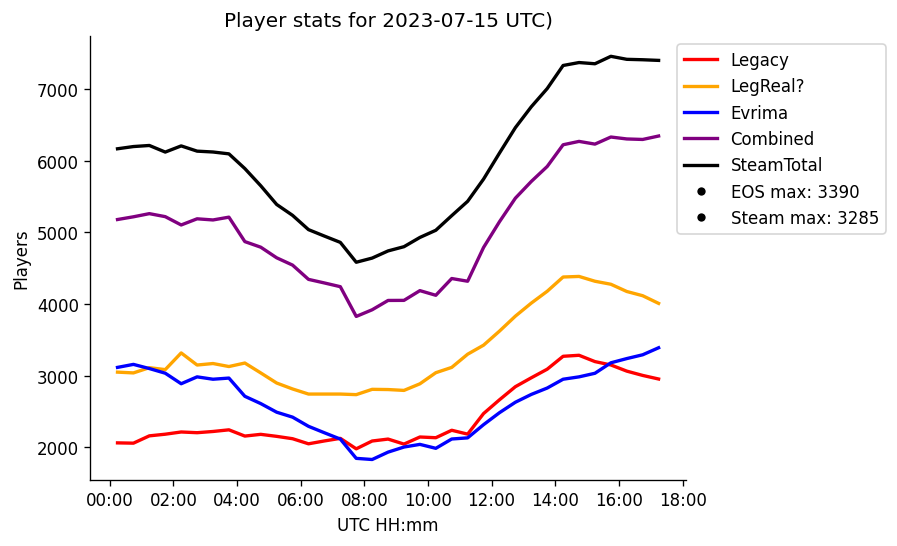 Player stats for 2023-07-15 UTC)
Players
7000
6000
5000
4000
3000
2000
00:00 02:00 04:00 06:00 08:00 10:00 12:00 14:00 16:00 18:00
UTC HH:mm
Legacy
LegReal?
Evrima
Combined
SteamTotal
EOS max: 3390
Steam max: 3285